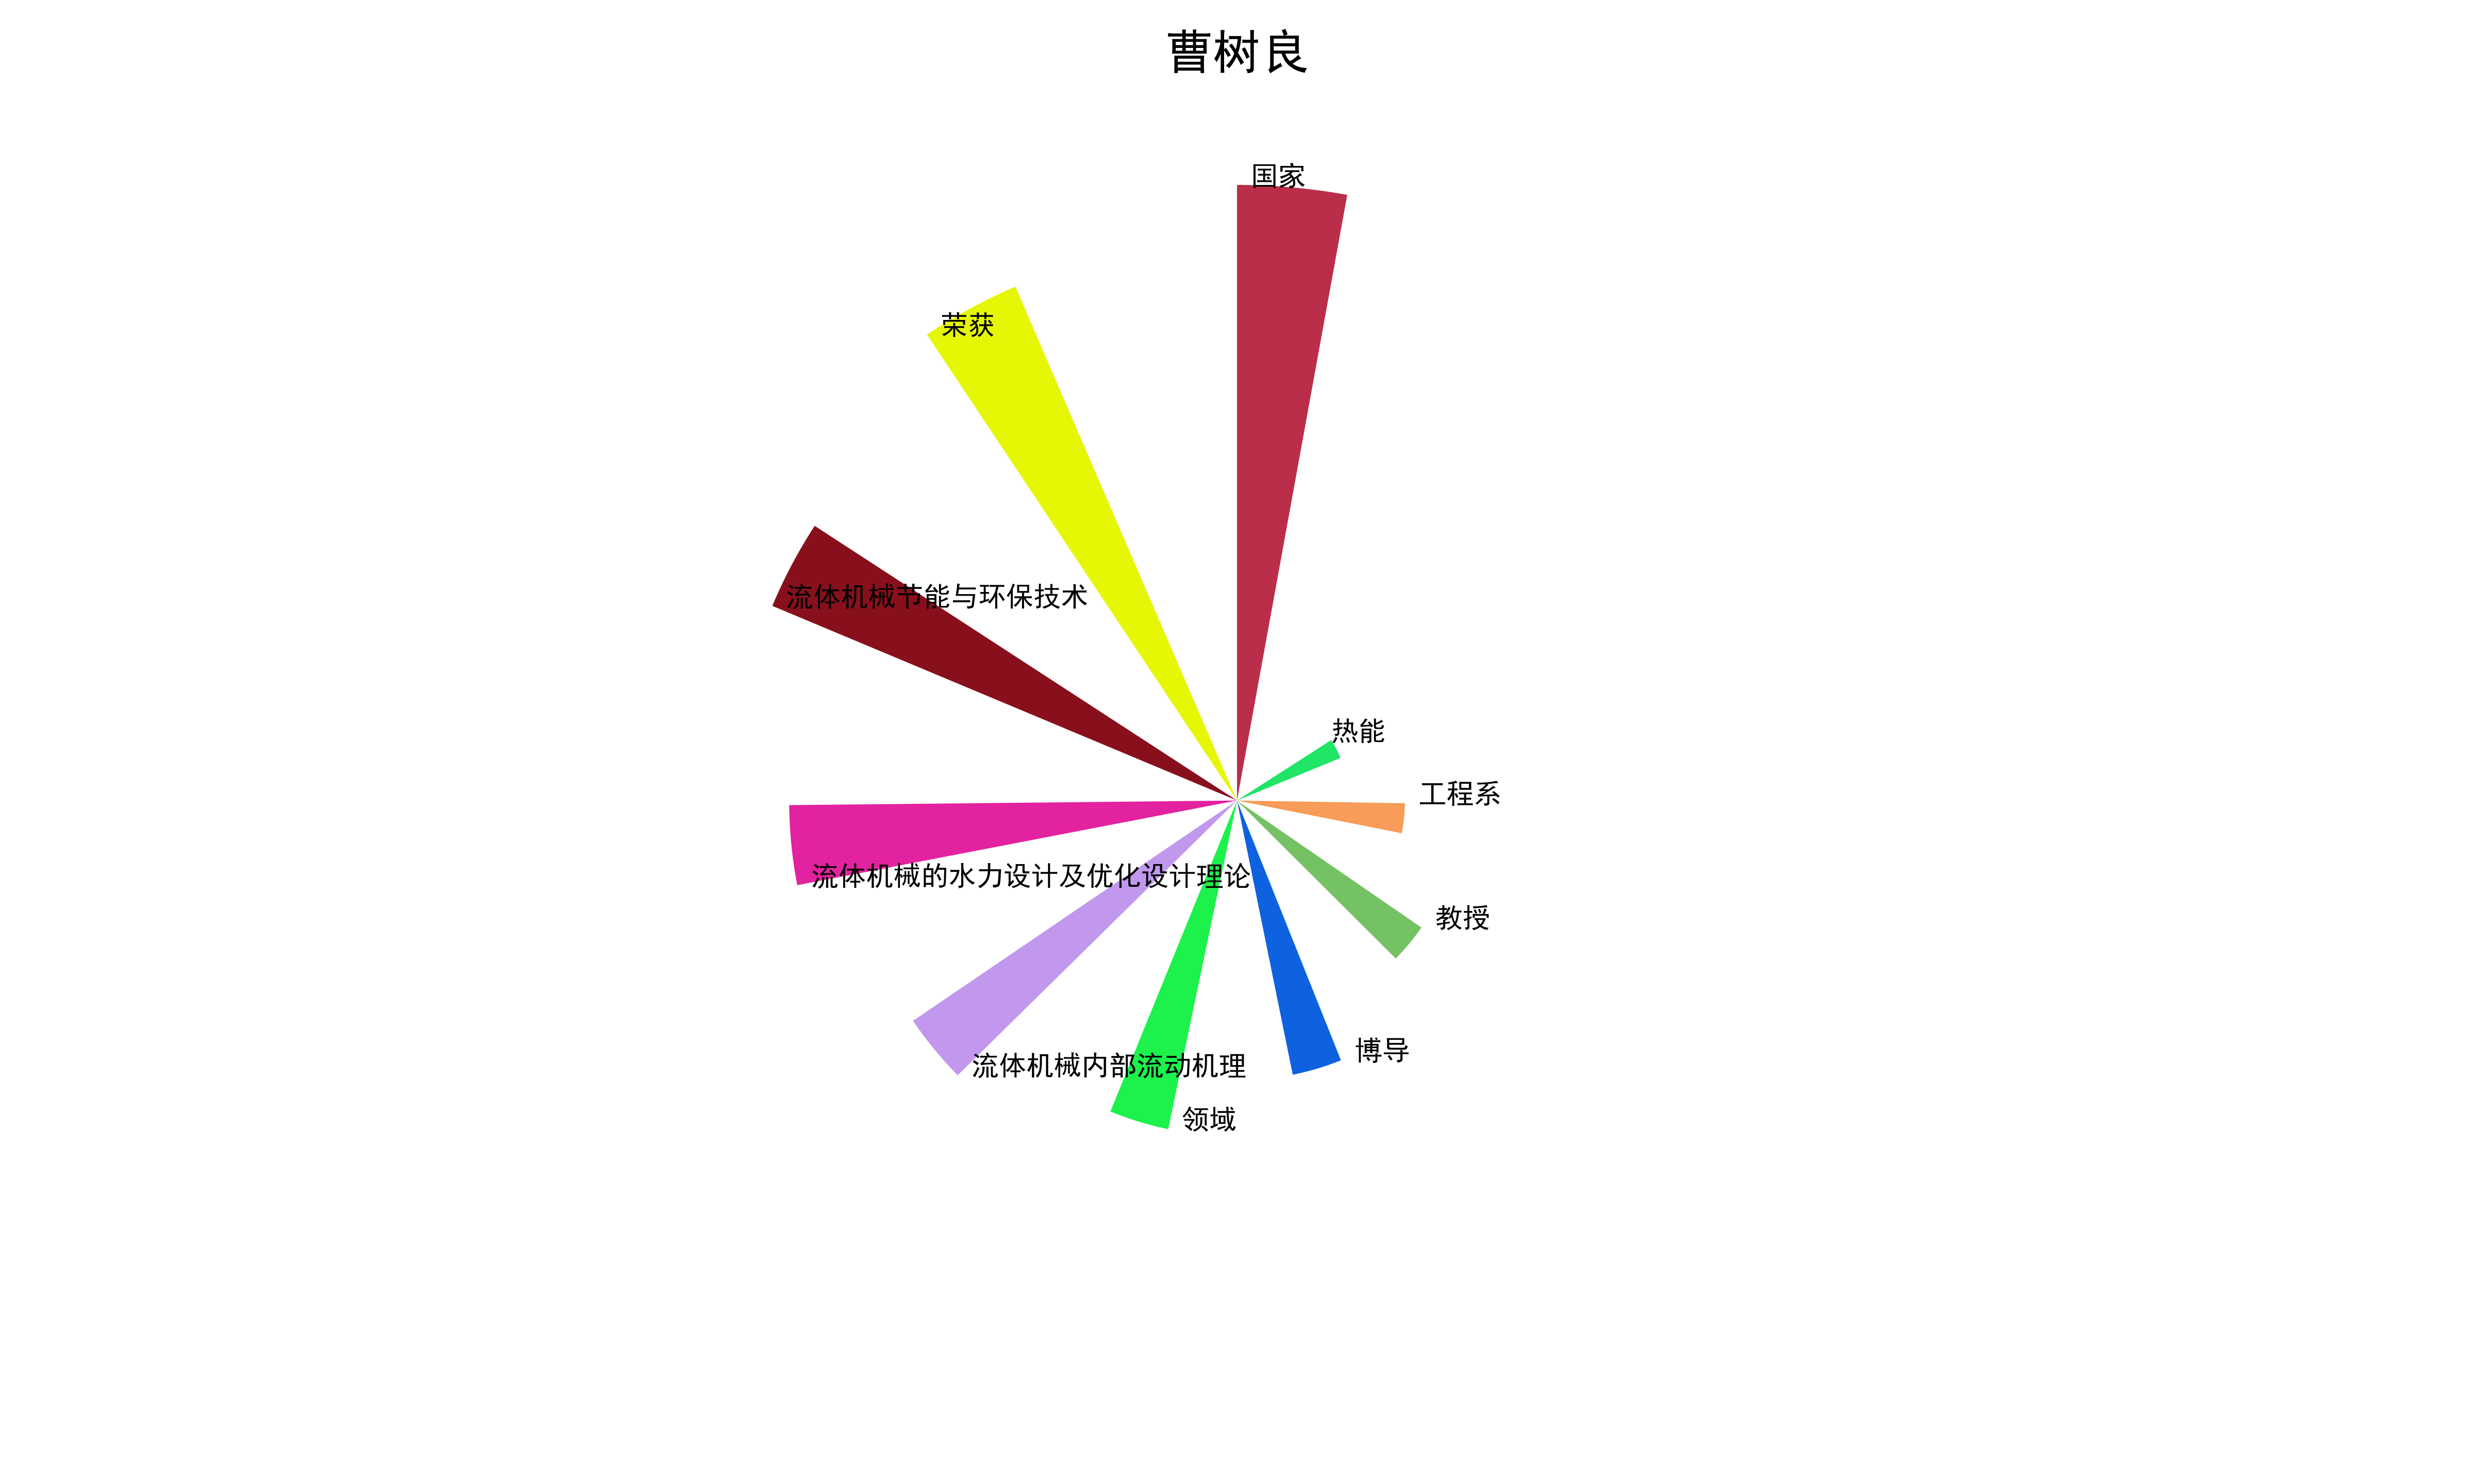 曹树良
国家
荣获
流体机械节能与环保技术
热能
工程系
流体机械的水力设计及优化设计理论
教授
博导
流体机械内部流动机理
领域